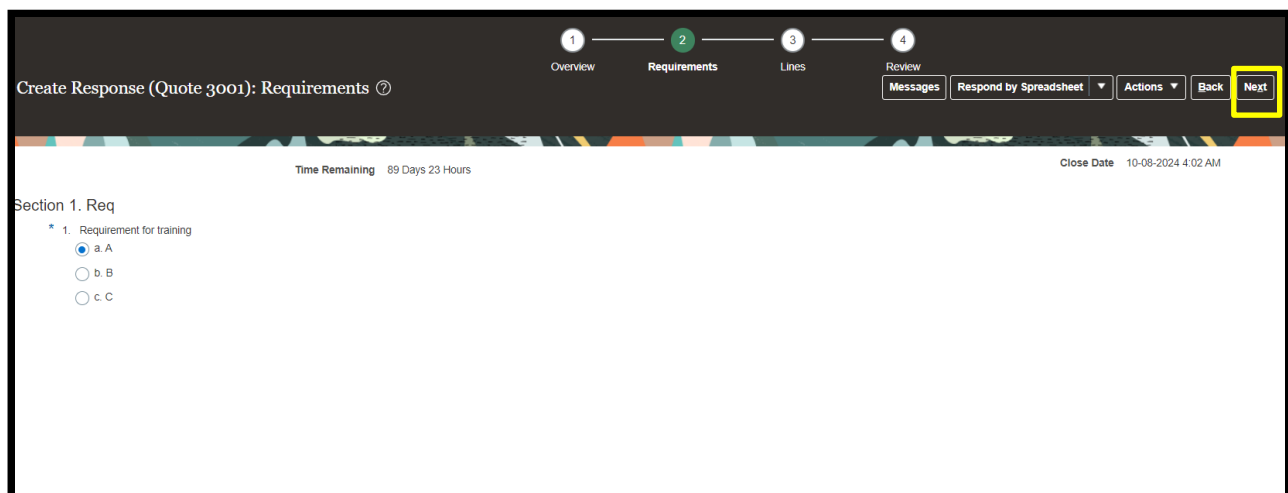 1 2 3 4
Overview Requirements Lines Review
Create Response (Quote 3001): Requirements ?
Messages Respond by Spreadsheet Actions Back Next
Time Remaining 89 Days 23 Hours Close Date 10-08-2024 4:02 AM
Section 1. Req
* 1. Requirement for training
a. A
b. B
c. C